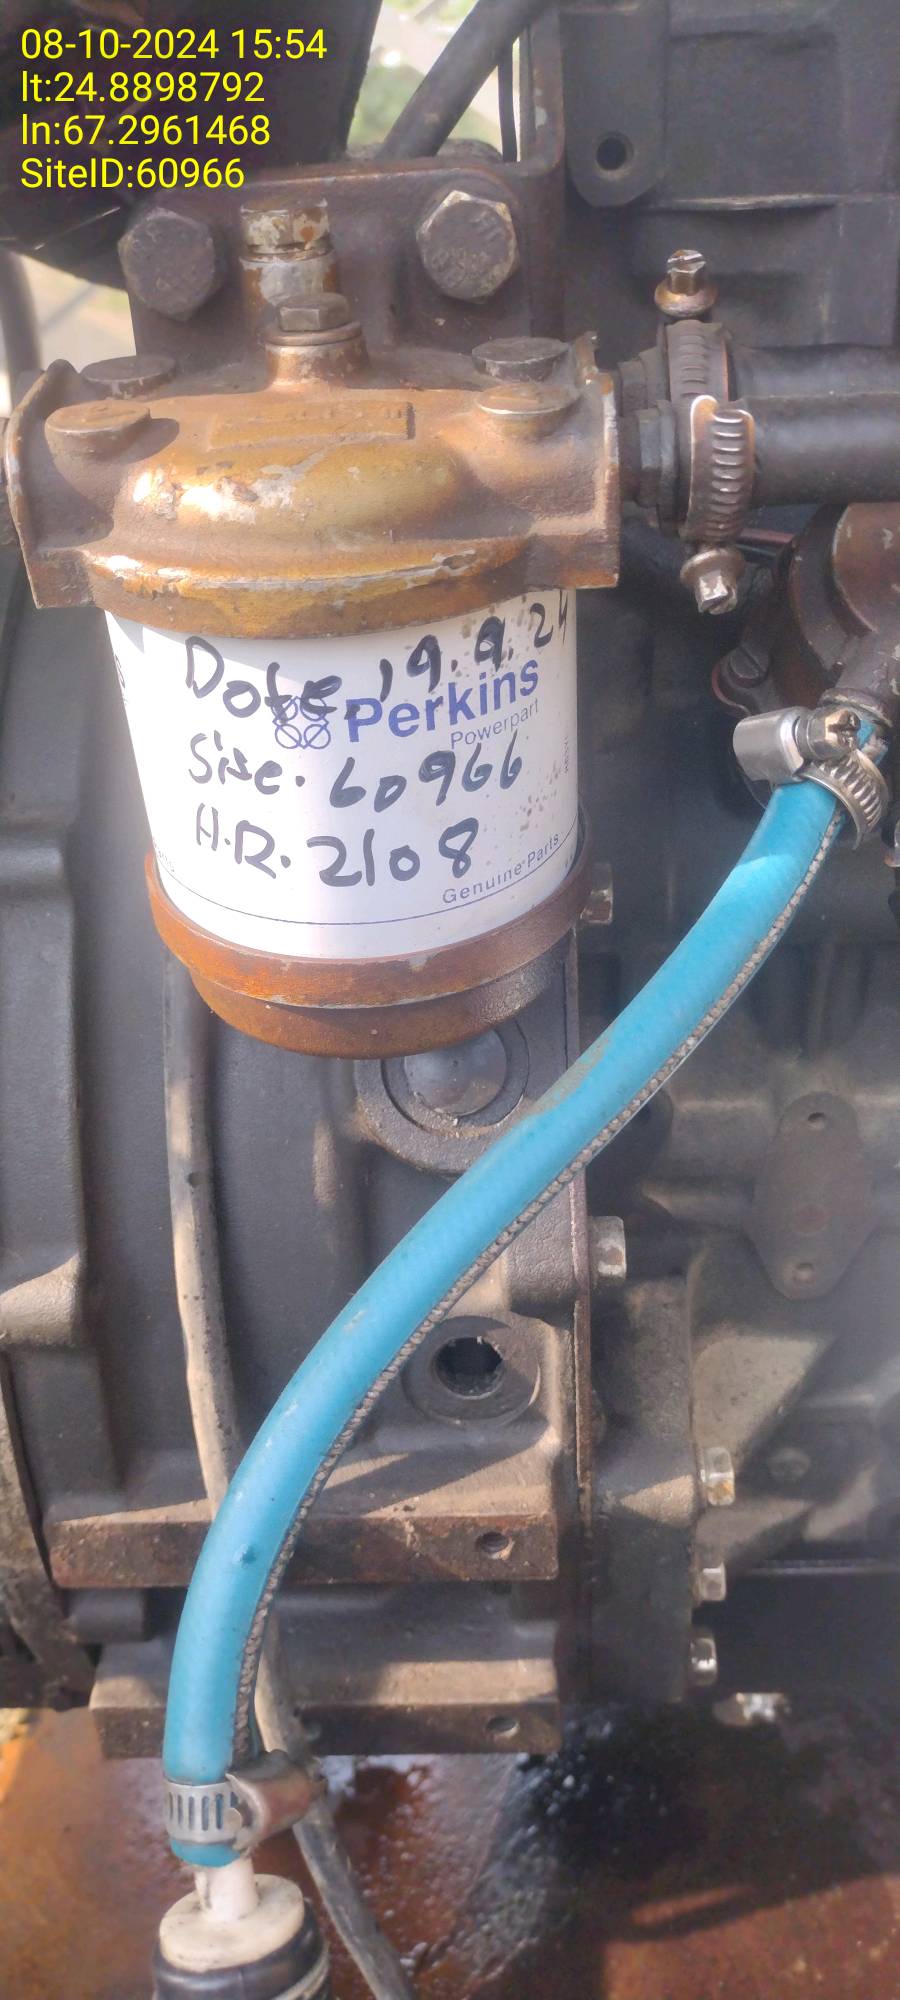 08-10-2024 15:54
lt:24.8898792
ln:67.2961468
SiteID:60966
Date, 19.9.24
Perkins
Powerpart
Sise. 60966
H.R. 2108
Genuine Parts